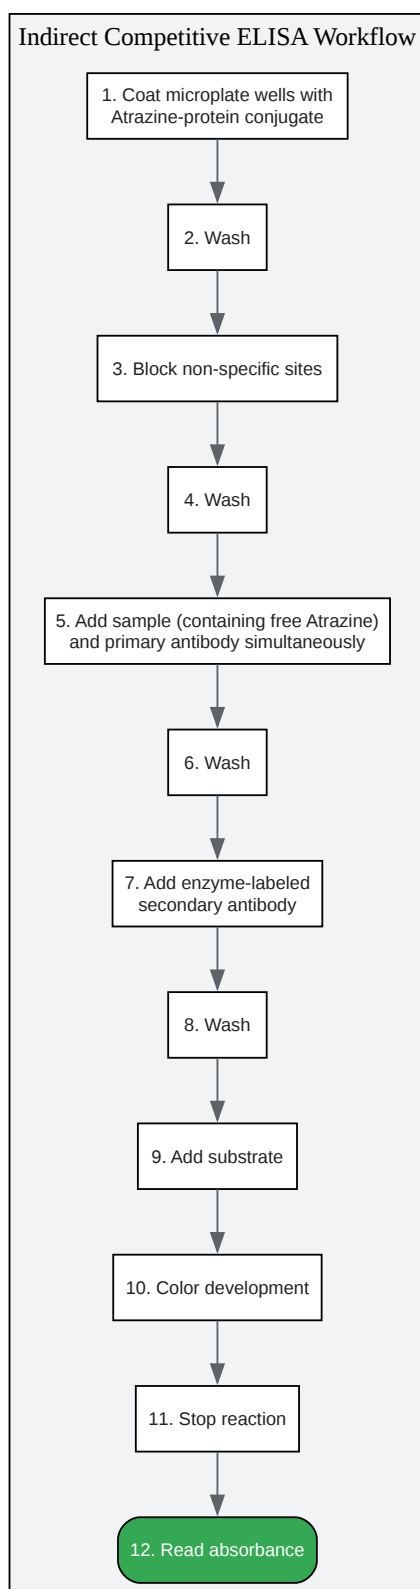 Indirect Competitive ELISA Workflow
1. Coat microplate wells with
Atrazine-protein conjugate
2. Wash
3. Block non-specific sites
4. Wash
5. Add sample (containing free Atrazine)
and primary antibody simultaneously
6. Wash
7. Add enzyme-labeled
secondary antibody
8. Wash
9. Add substrate
10. Color development
11. Stop reaction
12. Read absorbance